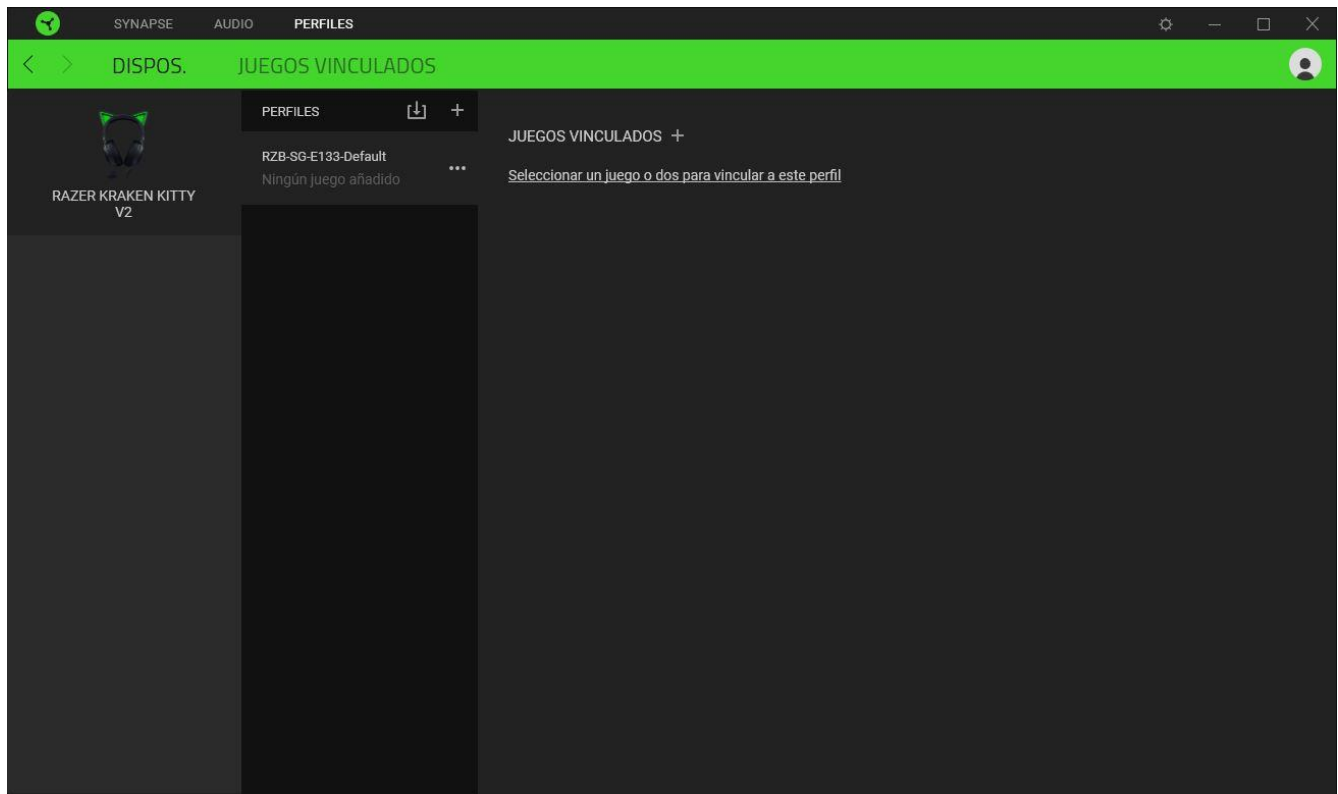 SYNAPSE AUDIO PERFILES
DISPOS. JUEGOS VINCULADOS
RAZER KRAKEN KITTY
V2
PERFILES
RZB-SG-E133-Default
Ningún juego añadido
JUEGOS VINCULADOS +
Seleccionar un juego o dos para vincular a este perfil